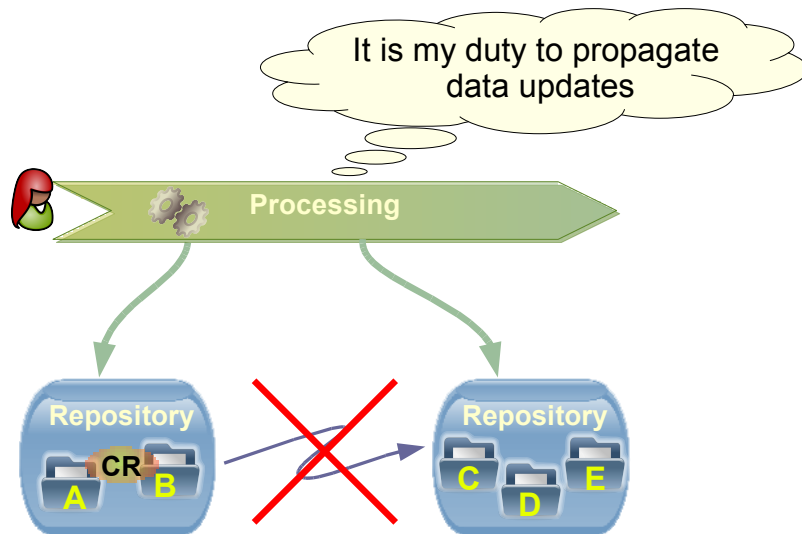 It is my duty to propagate
data updates
Processing
Repository
CR
A
B
Repository
C
D
E